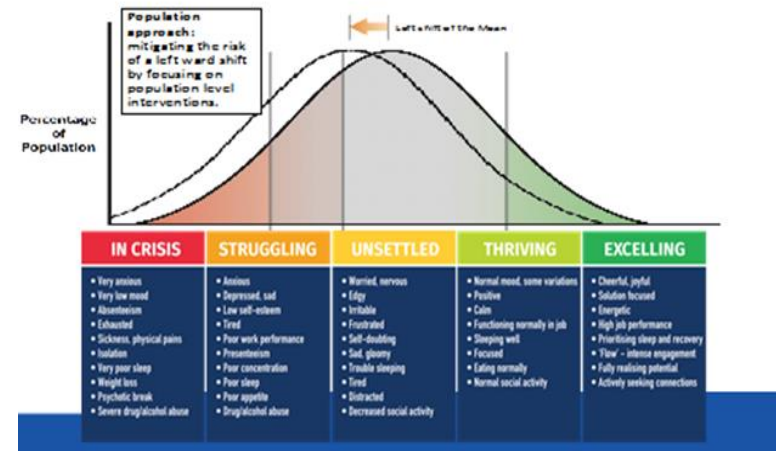 Population
approach:
mitigating the risk
of a left ward shift
by focusing on
population level
interventions.
Left shift of the Mean
Percentage
of
Population
IN CRISIS
• Very anxious
• Very low mood
• Absenteeism
• Exhausted
• Sickness, physical pains
• Isolation
• Very poor sleep
• Weight loss
• Psychotic break
• Severe drug/alcohol abuse
STRUGGLING
• Anxious
• Depressed, sad
• Low self-esteem
• Tired
• Poor work performance
• Presenteeism
• Poor concentration
• Poor sleep
• Poor appetite
• Drug/alcohol abuse
UNSETTLED
• Worried, nervous
• Edgy
• Irritable
• Frustrated
• Self-doubting
• Sad, gloomy
• Trouble sleeping
• Tired
• Distracted
• Decreased social activity
THRIVING
• Normal mood, some variations
• Positive
• Calm
• Functioning normally in job
• Sleeping well
• Focused
• Eating normally
• Normal social activity
EXCELLING
• Cheerful, joyful
• Solution focused
• Energetic
• High job performance
• Prioritising sleep and recovery
• 'Flow' – intense engagement
• Fully realising potential
• Actively seeking connections